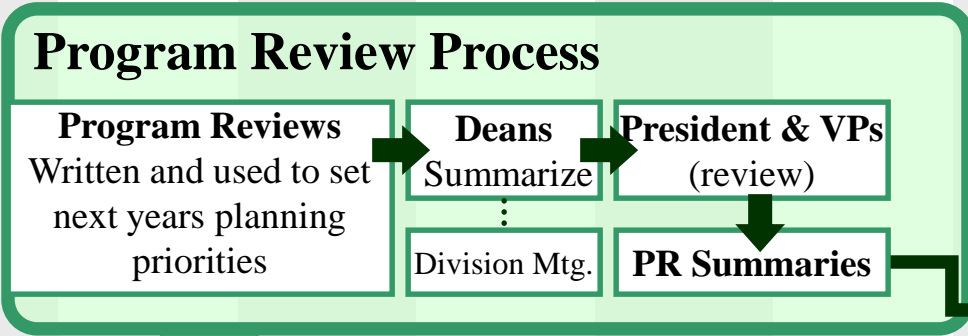 Program Review Process
Program Reviews
Written and used to set
next years planning
priorities
Deans
Summarize
Division Mtg.
President & VPs
(review)
PR Summaries